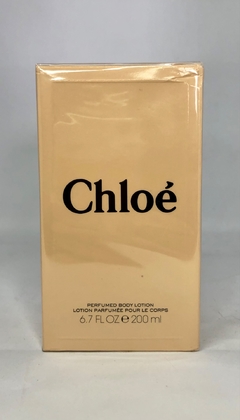 Chloé
PERFUMED BODY LOTION
LOTION PARFUMÉE POUR LE CORPS
6.7 FL OZ ℮ 200 ml